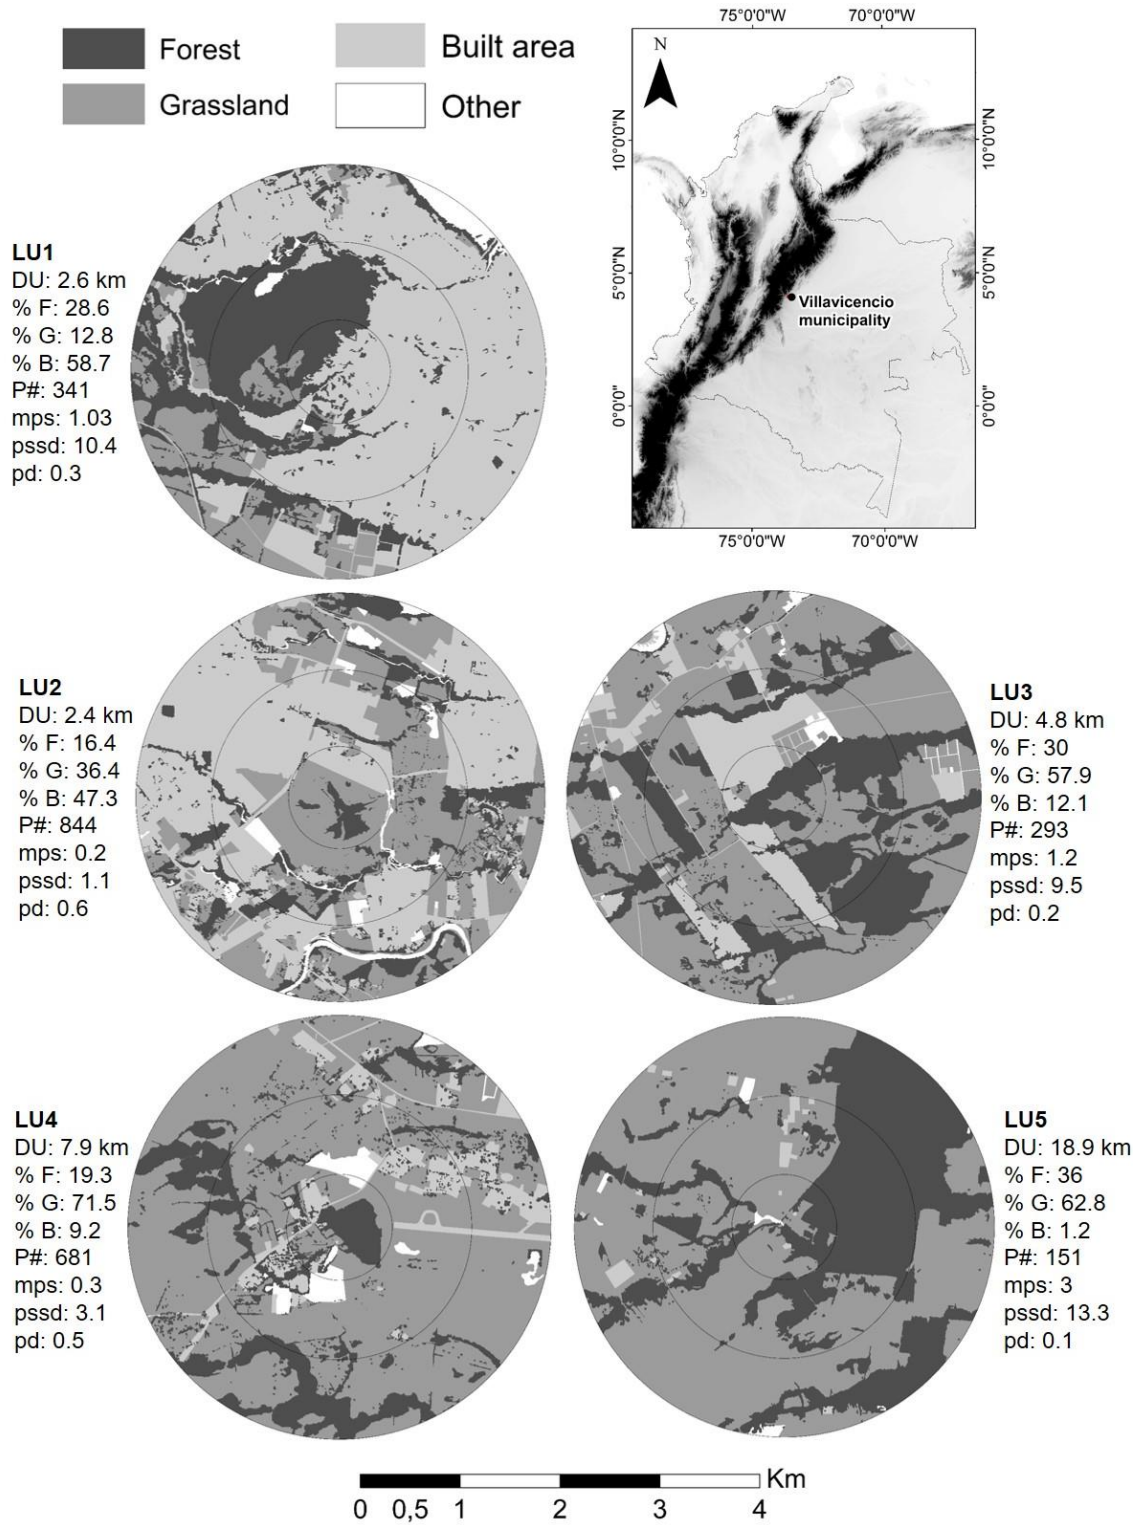 Forest
Built area
Grassland
Other
75°0'0"W
70°0'0"W
N
10°0'0"N
10°0'0"N
5°0'0"N
5°0'0"N
0°0'0"
0°0'0"
Villavicencio
municipality
75°0'0"W
70°0'0"W
LU1
DU: 2.6 km
% F: 28.6
% G: 12.8
% B: 58.7
P#: 341
mps: 1.03
pssd: 10.4
pd: 0.3
LU2
DU: 2.4 km
% F: 16.4
% G: 36.4
% B: 47.3
P#: 844
mps: 0.2
pssd: 1.1
pd: 0.6
LU3
DU: 4.8 km
% F: 30
% G: 57.9
% B: 12.1
P#: 293
mps: 1.2
pssd: 9.5
pd: 0.2
LU4
DU: 7.9 km
% F: 19.3
% G: 71.5
% B: 9.2
P#: 681
mps: 0.3
pssd: 3.1
pd: 0.5
LU5
DU: 18.9 km
% F: 36
% G: 62.8
% B: 1.2
P#: 151
mps: 3
pssd: 13.3
pd: 0.1
Km
0 0,5 1 2 3 4